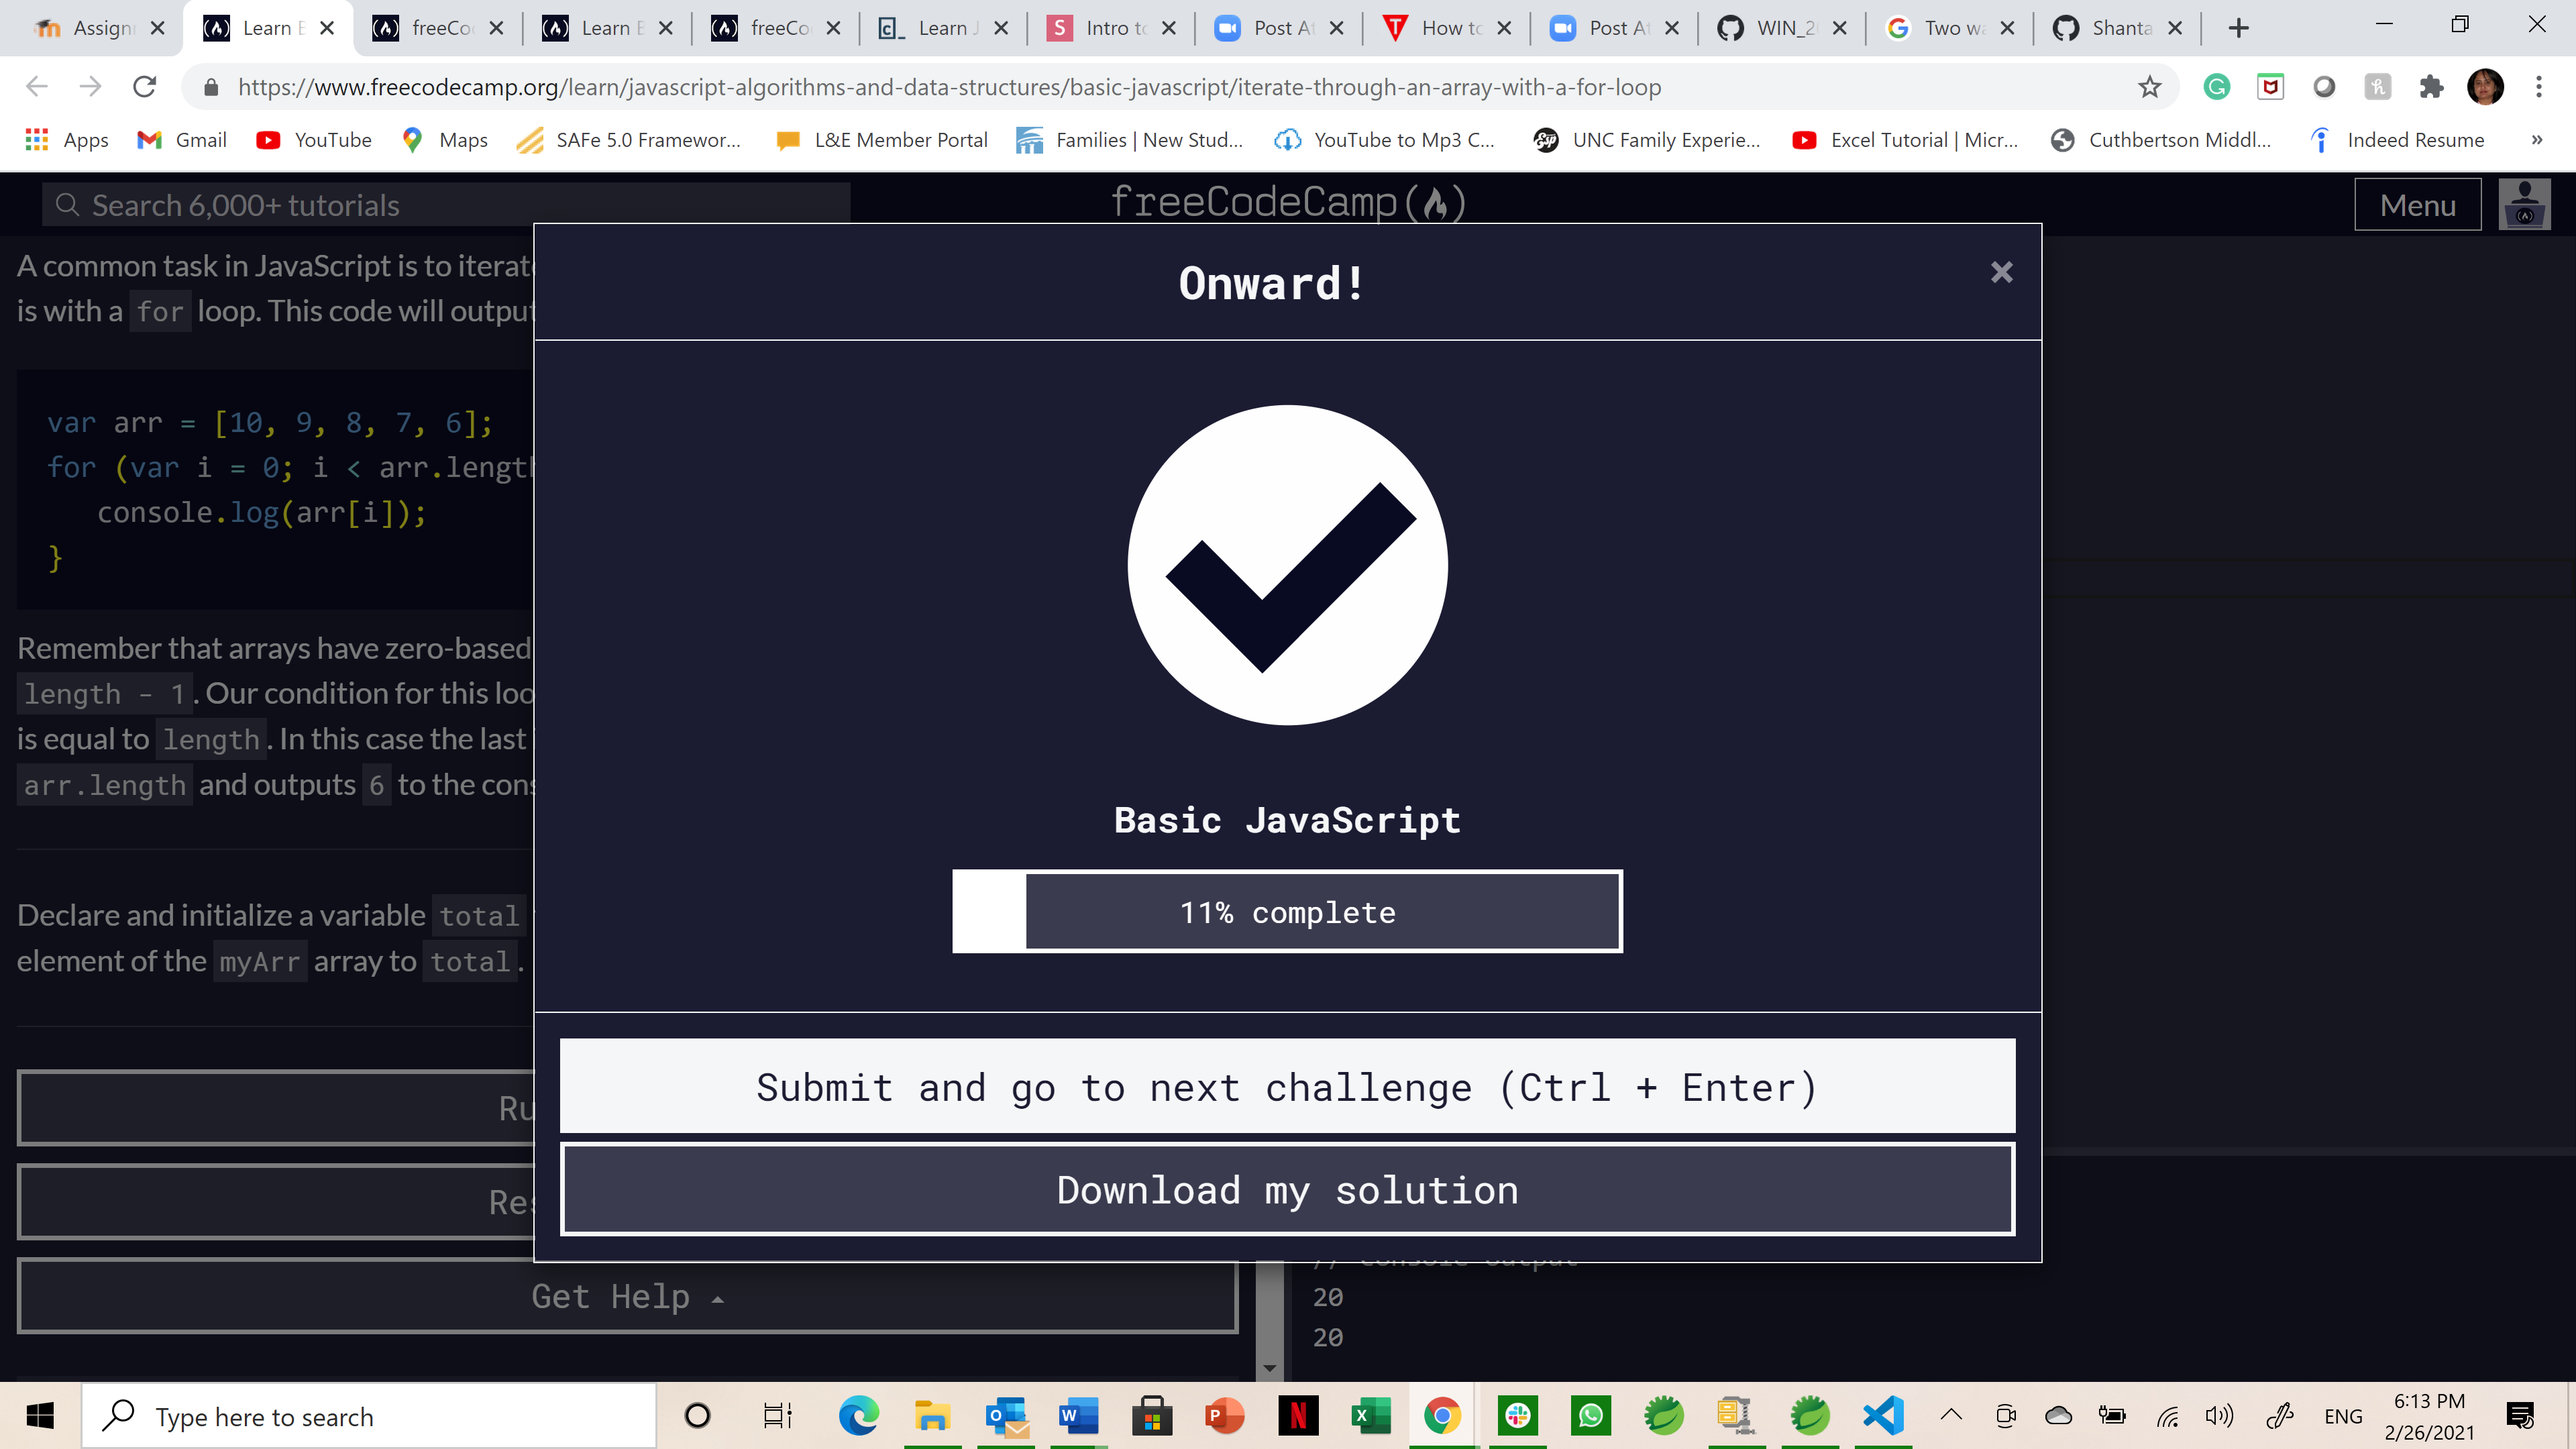 Assign
Learn
freeCo
Learn
freeCo
Learn J
Intro to
Post At
How to
Post At
WIN_2
Two wa
Shanta
https://www.freecodecamp.org/learn/javascript-algorithms-and-data-structures/basic-javascript/iterate-through-an-array-with-a-for-loop
Apps
Gmail
YouTube
Maps
SAFe 5.0 Framewor...
L&E Member Portal
Families | New Stud...
YouTube to Mp3 C...
UNC Family Experie...
Excel Tutorial | Micr...
Cuthbertson Middl...
Indeed Resume
»
Search 6,000+ tutorials
freeCodeCamp
Menu
A common task in JavaScript is to iterat
is with a for loop. This code will output
var arr = [10, 9, 8, 7, 6];
for (var i = 0; i < arr.length
console.log(arr[i]);
}
Remember that arrays have zero-based
length - 1. Our condition for this loo
is equal to length. In this case the last
arr.length and outputs 6 to the cons
Declare and initialize a variable total
element of the myArr array to total.
Ru
Res
Get Help
Onward!
×
Basic JavaScript
11% complete
Submit and go to next challenge (Ctrl + Enter)
Download my solution
// console output
20
20
Type here to search
ENG
6:13 PM
2/26/2021